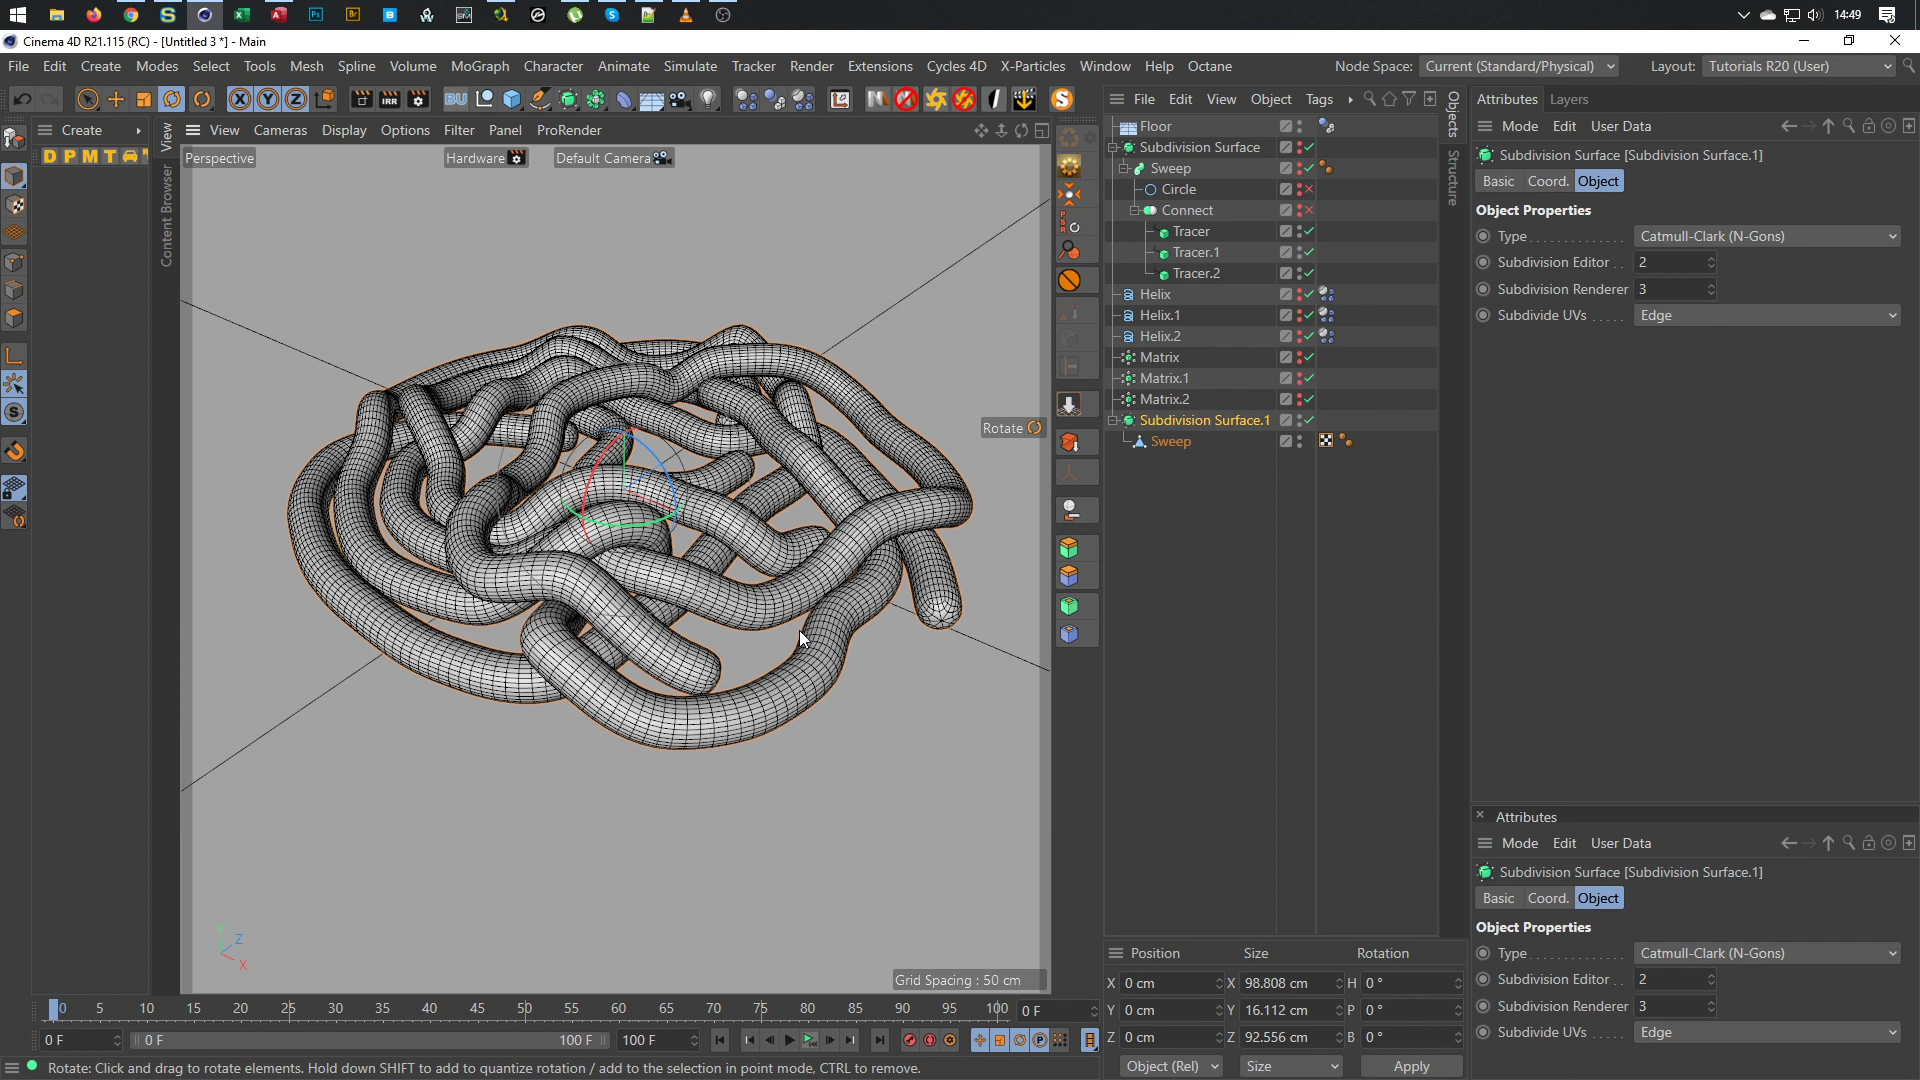 14:49
Cinema 4D R21.115 (RC) - [Untitled 3 *] - Main
File Edit Create Modes Select Tools Mesh Spline Volume MoGraph Character Animate Simulate Tracker Render Extensions Cycles 4D X-Particles Window Help Octane Node Space: Current (Standard/Physical) Layout: Tutorials R20 (User)
X Y Z IRR BU S
Create
D P M T
View
Content Browser
View Cameras Display Options Filter Panel ProRender
Perspective Hardware Default Camera
Rotate
Y Z X
Grid Spacing : 50 cm
File Edit View Object Tags
Objects
Structure
Floor
Subdivision Surface
Sweep
Circle
Connect
Tracer
Tracer.1
Tracer.2
Helix
Helix.1
Helix.2
Matrix
Matrix.1
Matrix.2
Subdivision Surface.1
Sweep
Attributes Layers
Mode Edit User Data
Subdivision Surface [Subdivision Surface.1]
Basic Coord. Object
Object Properties
Type Catmull-Clark (N-Gons)
Subdivision Editor 2
Subdivision Renderer 3
Subdivide UVs Edge
Attributes
Mode Edit User Data
Subdivision Surface [Subdivision Surface.1]
Basic Coord. Object
Object Properties
Type Catmull-Clark (N-Gons)
Subdivision Editor 2
Subdivision Renderer 3
Subdivide UVs Edge
Position Size Rotation
X 0 cm X 98.808 cm H 0 °
Y 0 cm Y 16.112 cm P 0 °
Z 0 cm Z 92.556 cm B 0 °
Object (Rel) Size Apply
0 5 10 15 20 25 30 35 40 45 50 55 60 65 70 75 80 85 90 95 100 0 F
0 F 0 F 100 F 100 F
Rotate: Click and drag to rotate elements. Hold down SHIFT to add to quantize rotation / add to the selection in point mode, CTRL to remove.